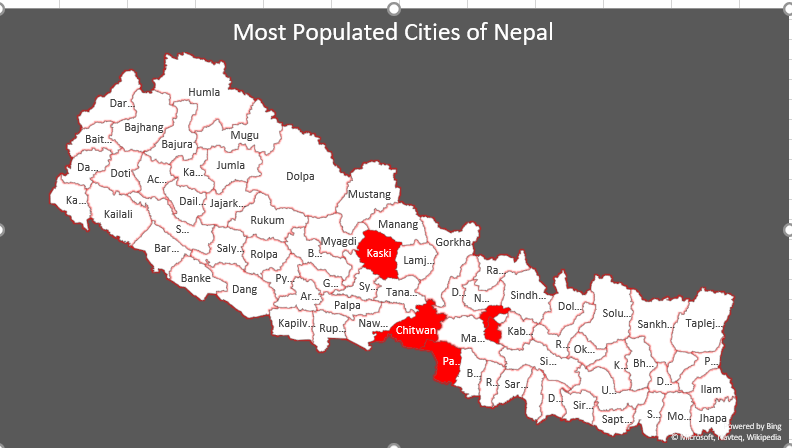 Most Populated Cities of Nepal
Humla
Dar...
Bajhang
Mugu
Bait...
Bajura
Da...
Doti
Ac...
Ka...
Jumla
Dolpa
Mustang
Ka...
Kailali
Dail...
Jajark...
Rukum
Manang
S...
Myagdi
Kaski
Gorkha
Bar...
Saly...
Rolpa
B...
Lamj...
Ra...
Banke
Dang
Py...
G...
Sy...
Tana...
D...
N...
Sindh...
Ar...
Palpa
Dol...
Solu...
Sankh...
Taplej...
Kapilv...
Rup...
Naw...
Chitwan
Ma...
Kab...
R...
Ok...
Pa...
B...
R...
Sar...
Si...
K...
Bh...
P...
D...
Ilam
D...
Sir...
U...
Sapt...
S...
Mo...
Jhapa
owered by Bing
© Microsoft, Navteq, Wikipedia